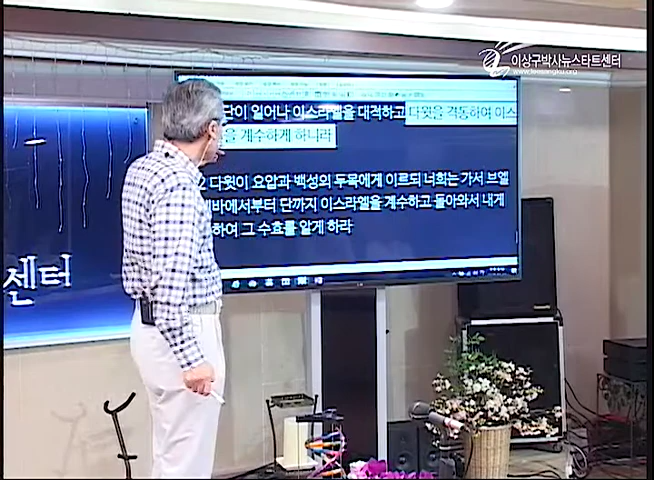 이상구박사뉴스타트센터
www.leesangku.org
단이 일어나 이스라엘을 대적하고 다윗을 격동하여 이스
을 계수하게 하니라
2 다윗이 요압과 백성의 두목에게 이르되 너희는 가서 브엘
세바에서부터 단까지 이스라엘을 계수하고 돌아와서 내게
하여 그 수효를 알게 하라
센터